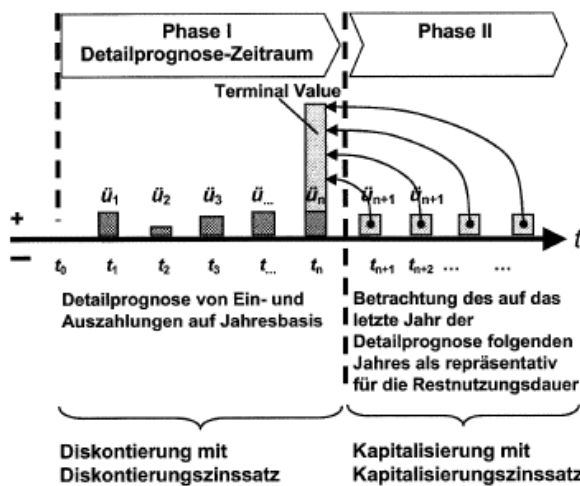 Phase I
Detailprognose-Zeitraum
Phase II
Terminal Value
ü1 ü2 ü3 ü... ün ün+1 ün+1
+
t
–
t0 t1 t2 t3 t... tn tn+1 tn+2 ... ...
Detailprognose von Ein- und
Auszahlungen auf Jahresbasis
Betrachtung des auf das
letzte Jahr der
Detailprognose folgenden
Jahres als repräsentativ
für die Restnutzungsdauer
Diskontierung mit
Diskontierungszinssatz
Kapitalisierung mit
Kapitalisierungszinssatz